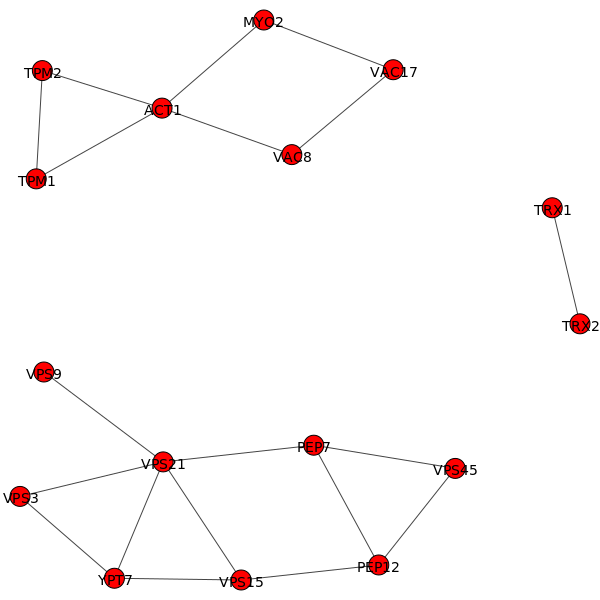 MYO2
TPM2
VAC17
ACT1
VAC8
TPM1
TRX1
TRX2
VPS9
PEP7
VPS21
VPS45
VPS3
PEP12
YPT7
VPS15